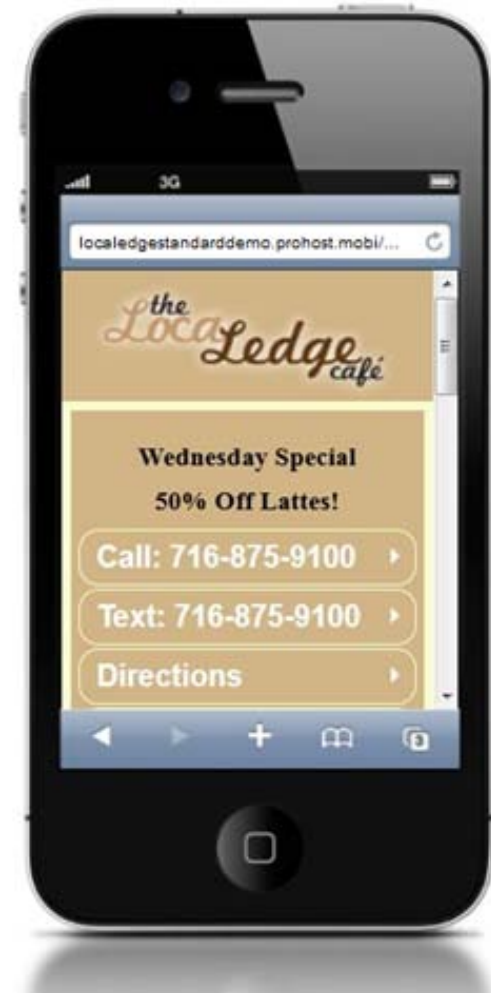 3G
localedgestandarddemo.prohost.mobi/...
the
LocaLedge
café
Wednesday Special
50% Off Lattes!
Call: 716-875-9100
Text: 716-875-9100
Directions
3